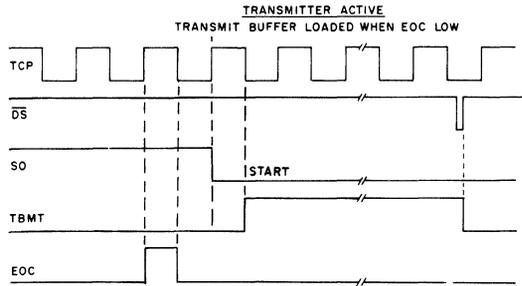 TRANSMITTER ACTIVE
TRANSMIT BUFFER LOADED WHEN EOC LOW
TCP
DS
SO
START
TBMT
EOC